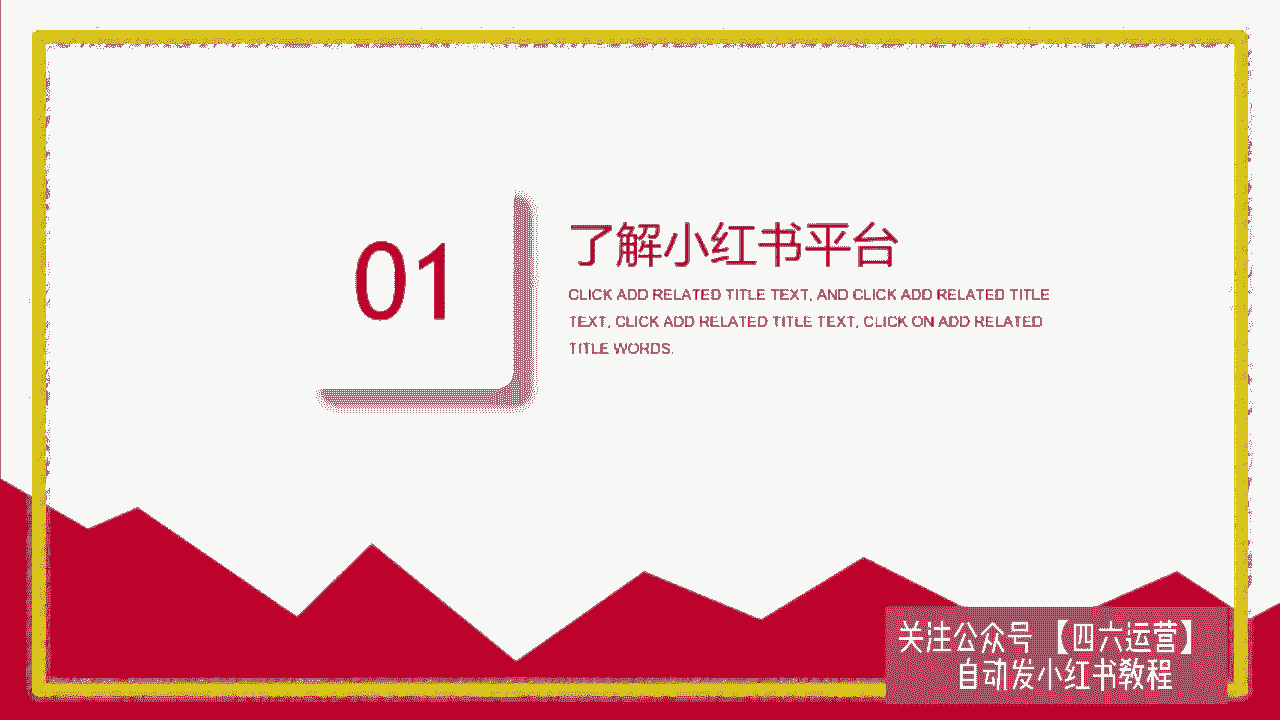 01
了解小红书平台
CLICK ADD RELATED TITLE TEXT, AND CLICK ADD RELATED TITLE
TEXT, CLICK ADD RELATED TITLE TEXT, CLICK ON ADD RELATED
TITLE WORDS.
关注公众号【四六运营】
自动发小红书教程